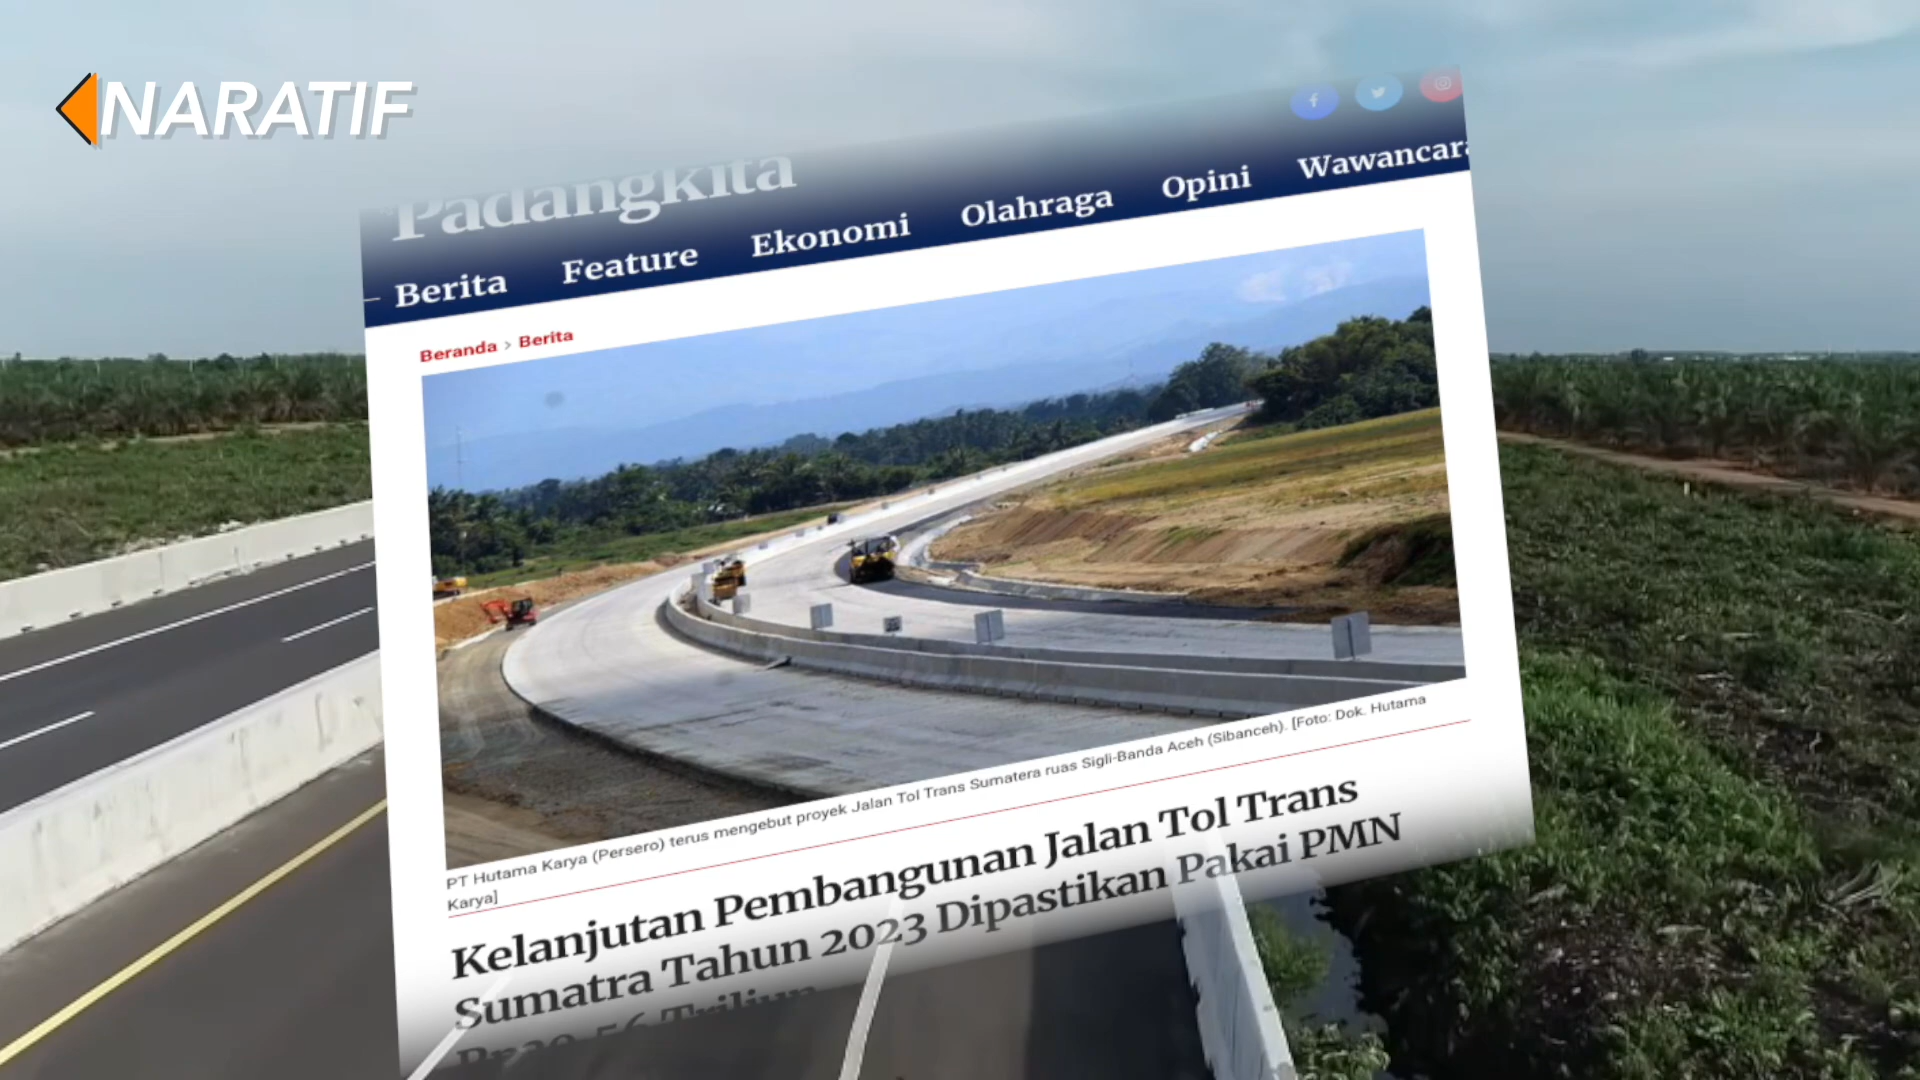 NARATIF
Padangkita
Berita Feature Ekonomi Olahraga Opini Wawancara
Beranda > Berita
PT Hutama Karya (Persero) terus mengebut proyek Jalan Tol Trans Sumatera ruas Sigli-Banda Aceh (Sibanceh). [Foto: Dok. Hutama
Karya]
Kelanjutan Pembangunan Jalan Tol Trans
Sumatra Tahun 2023 Dipastikan Pakai PMN
Triliun